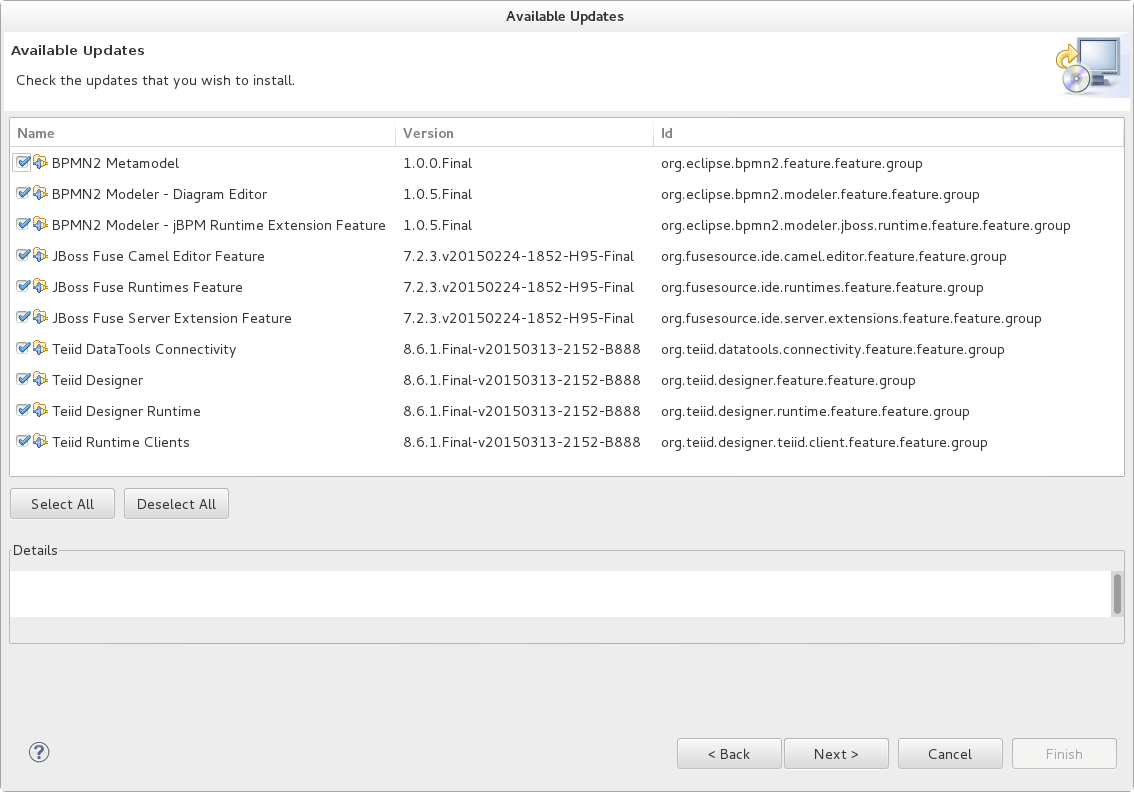 Available Updates
Available Updates
Check the updates that you wish to install.
Name Version Id
BPMN2 Metamodel 1.0.0.Final org.eclipse.bpmn2.feature.feature.group
BPMN2 Modeler - Diagram Editor 1.0.5.Final org.eclipse.bpmn2.modeler.feature.feature.group
BPMN2 Modeler - jBPM Runtime Extension Feature 1.0.5.Final org.eclipse.bpmn2.modeler.jboss.runtime.feature.feature.group
JBoss Fuse Camel Editor Feature 7.2.3.v20150224-1852-H95-Final org.fusesource.ide.camel.editor.feature.feature.group
JBoss Fuse Runtimes Feature 7.2.3.v20150224-1852-H95-Final org.fusesource.ide.runtimes.feature.feature.group
JBoss Fuse Server Extension Feature 7.2.3.v20150224-1852-H95-Final org.fusesource.ide.server.extensions.feature.feature.group
Teiid DataTools Connectivity 8.6.1.Final-v20150313-2152-B888 org.teiid.datatools.connectivity.feature.feature.group
Teiid Designer 8.6.1.Final-v20150313-2152-B888 org.teiid.designer.feature.feature.group
Teiid Designer Runtime 8.6.1.Final-v20150313-2152-B888 org.teiid.designer.runtime.feature.feature.group
Teiid Runtime Clients 8.6.1.Final-v20150313-2152-B888 org.teiid.designer.teiid.client.feature.feature.group
Select All Deselect All
Details
? < Back Next > Cancel Finish